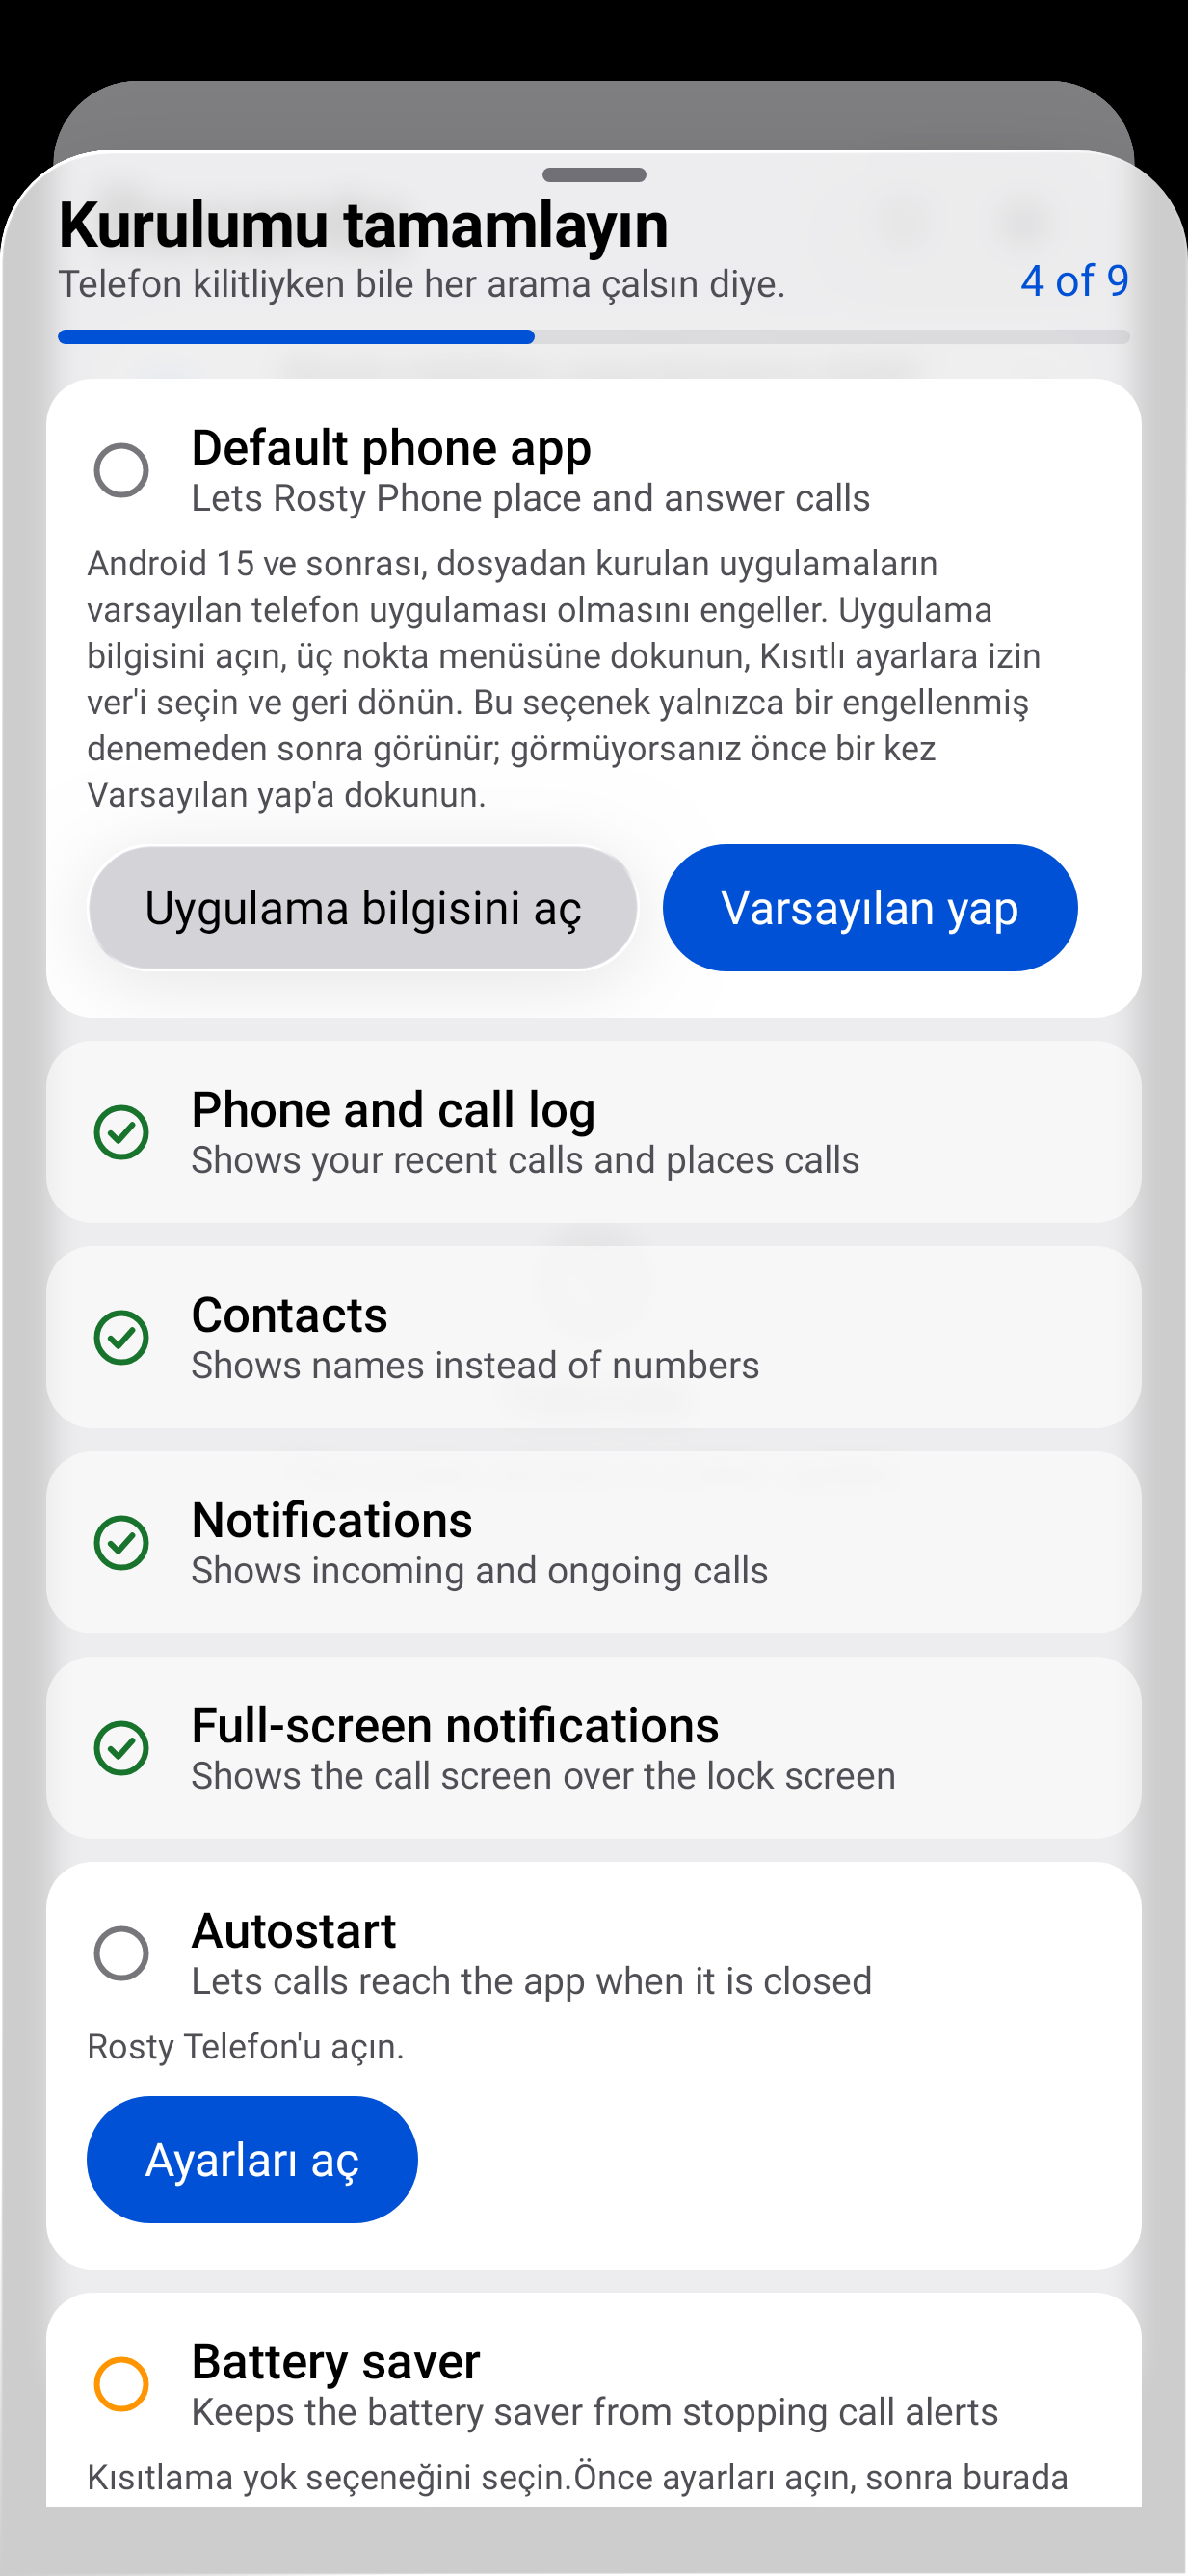 Kurulumu tamamlayın
Telefon kilitliyken bile her arama çalsın diye.
4 of 9
Default phone app
Lets Rosty Phone place and answer calls
Android 15 ve sonrası, dosyadan kurulan uygulamaların
varsayılan telefon uygulaması olmasını engeller. Uygulama
bilgisini açın, üç nokta menüsüne dokunun, Kısıtlı ayarlara izin
ver'i seçin ve geri dönün. Bu seçenek yalnızca bir engellenmiş
denemeden sonra görünür; görmüyorsanız önce bir kez
Varsayılan yap'a dokunun.
Uygulama bilgisini aç
Varsayılan yap
Phone and call log
Shows your recent calls and places calls
Contacts
Shows names instead of numbers
Notifications
Shows incoming and ongoing calls
Full-screen notifications
Shows the call screen over the lock screen
Autostart
Lets calls reach the app when it is closed
Rosty Telefon'u açın.
Ayarları aç
Battery saver
Keeps the battery saver from stopping call alerts
Kısıtlama yok seçeneğini seçin.Önce ayarları açın, sonra burada